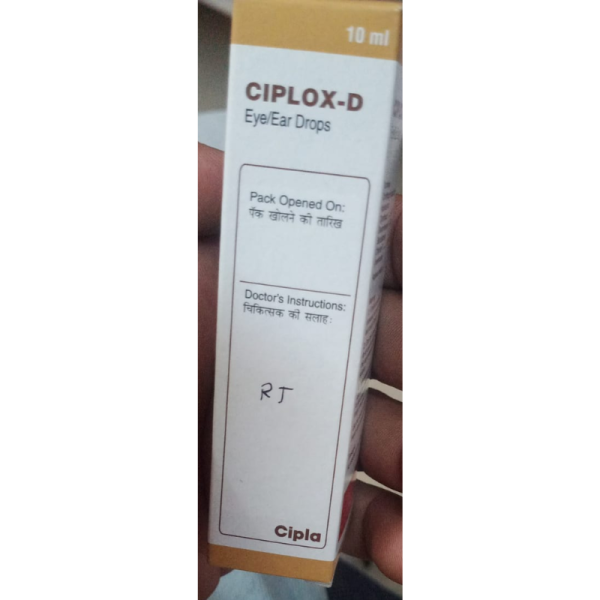 10 ml
CIPLOX-D
Eye/Ear Drops
Pack Opened On:
पॅक खोलने की तारिख
Doctor's Instructions:
चिकित्सक की सलाह:
RJ
Cipla